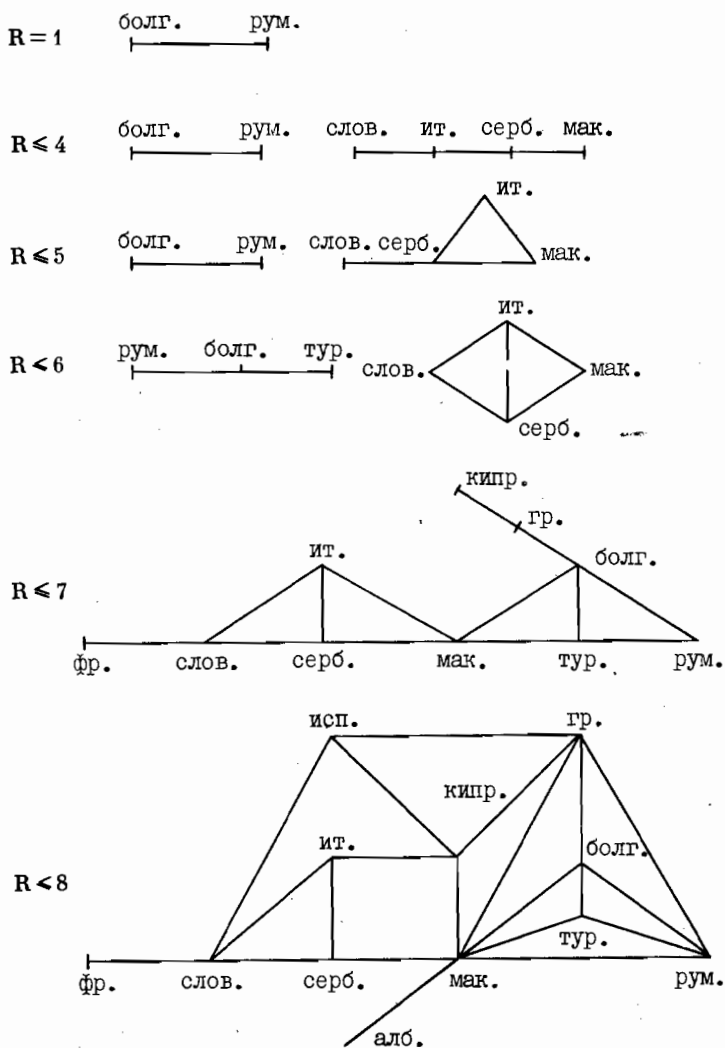 R = 1 болг. рум.
R ⩽ 4 болг. рум. слов. ит. серб. мак.
ит.
R ⩽ 5 болг. рум. слов. серб. мак.
ит.
R < 6 рум. болг. тур. слов. мак.
серб.
кипр.
гр.
ит. болг.
R ⩽ 7
фр. слов. серб. мак. тур. рум.
исп. гр.
кипр.
ит. болг.
R < 8
тур.
фр. слов. серб. мак. рум.
алб.